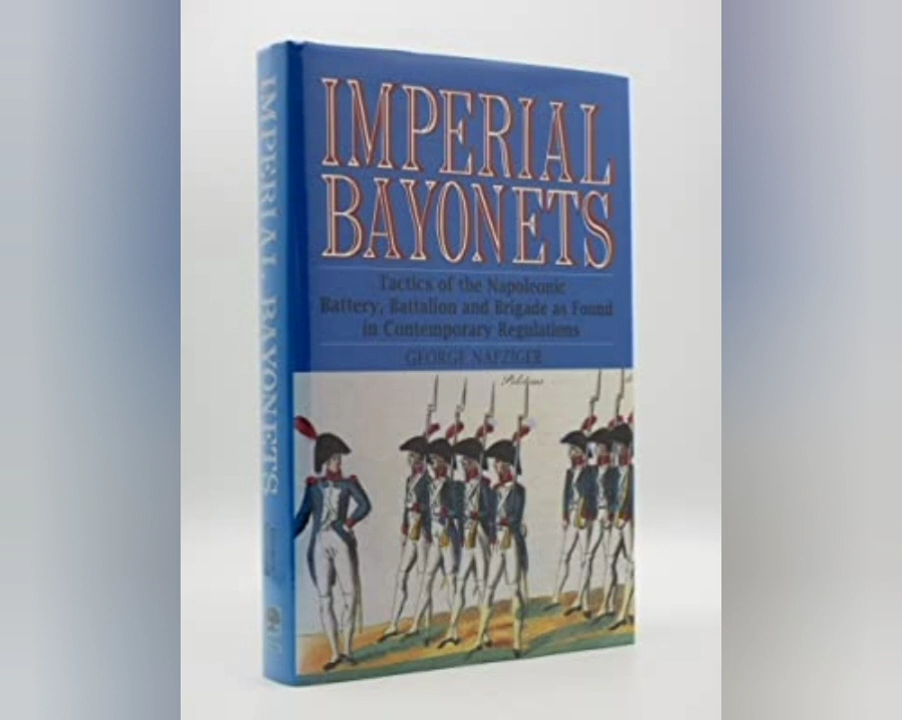 IMPERIAL BAYONETS
IMPERIAL
BAYONETS
Tactics of the Napoleonic
Battery, Battalion and Brigade as Found
in Contemporary Regulations
GEORGE NAFZIGER
Pelotons